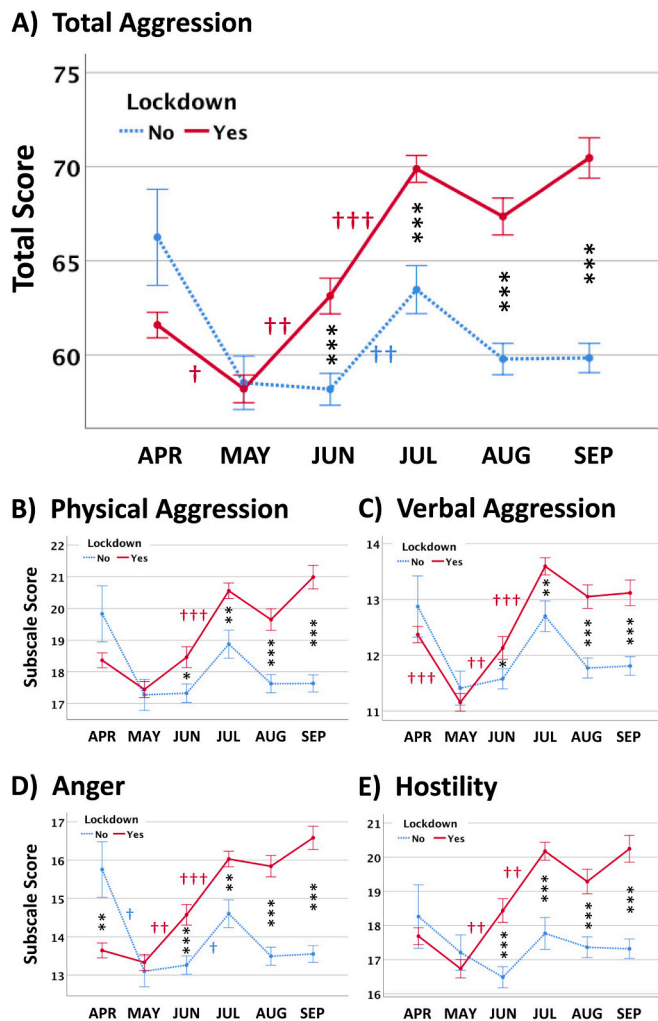 A) Total Aggression
75
Lockdown
No Yes
70
***
†††
Total Score
65
***
***
††
***
††
60
†
APR MAY JUN JUL AUG SEP
B) Physical Aggression
Lockdown
No Yes
22
21
20
19
18
17
Subscale Score
†††
*
**
***
***
APR MAY JUN JUL AUG SEP
C) Verbal Aggression
Lockdown
No Yes
14
13
12
11
†††
††
†††
*
**
***
***
APR MAY JUN JUL AUG SEP
D) Anger
Lockdown
No Yes
17
16
15
14
13
Subscale Score
**
†
††
†††
***
†
**
***
***
APR MAY JUN JUL AUG SEP
E) Hostility
Lockdown
No Yes
21
20
19
18
17
16
††
††
***
***
***
***
APR MAY JUN JUL AUG SEP